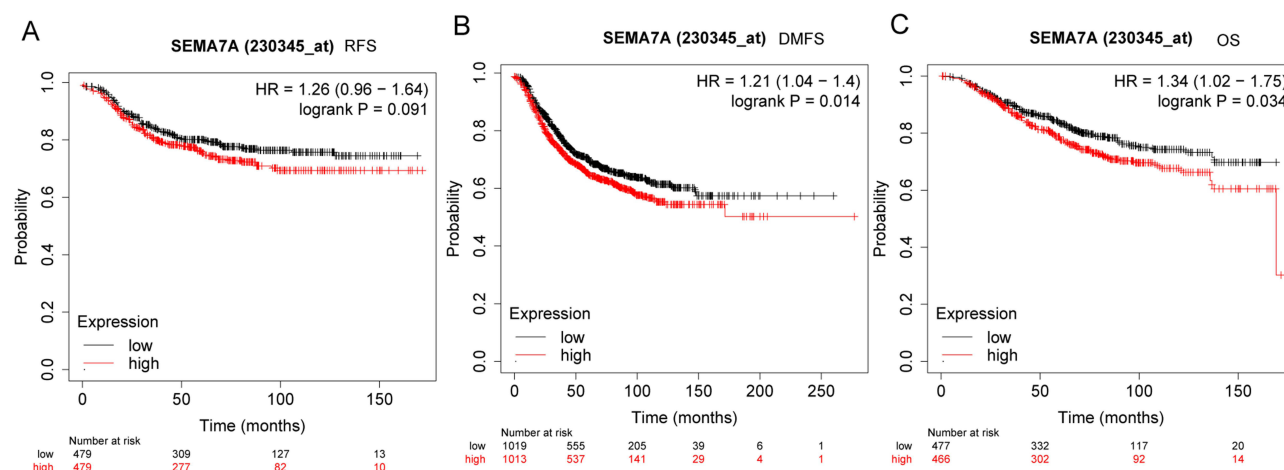 A
SEMA7A (230345_at) RFS
HR = 1.26 (0.96 − 1.64)
logrank P = 0.091
Probability
1.0
0.8
0.6
0.4
0.2
0.0
Expression
low
high
0 50 100 150
Time (months)
Number at risk
low 479 309 127 13
high 479 277 82 10
B
SEMA7A (230345_at) DMFS
HR = 1.21 (1.04 − 1.4)
logrank P = 0.014
Probability
1.0
0.8
0.6
0.4
0.2
0.0
Expression
low
high
0 50 100 150 200 250
Time (months)
Number at risk
low 1019 555 205 39 6 1
high 1013 537 141 29 4 1
C
SEMA7A (230345_at) OS
HR = 1.34 (1.02 − 1.75)
logrank P = 0.034
Probability
1.0
0.8
0.6
0.4
0.2
0.0
Expression
low
high
0 50 100 150
Time (months)
Number at risk
low 477 332 117 20
high 466 302 92 14